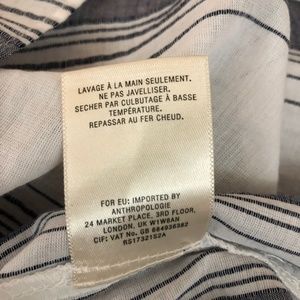 LAVAGE À LA MAIN SEULEMENT.
NE PAS JAVELLISER.
SECHER PAR CULBUTAGE À BASSE
TEMPÉRATURE.
REPASSAR AU FER CHEUD.
FOR EU: IMPORTED BY
ANTHROPOLOGIE
24 MARKET PLACE, 3RD FLOOR,
LONDON, UK W1W8AN
CIF: VAT No. GB 684936382
RS17321S2A